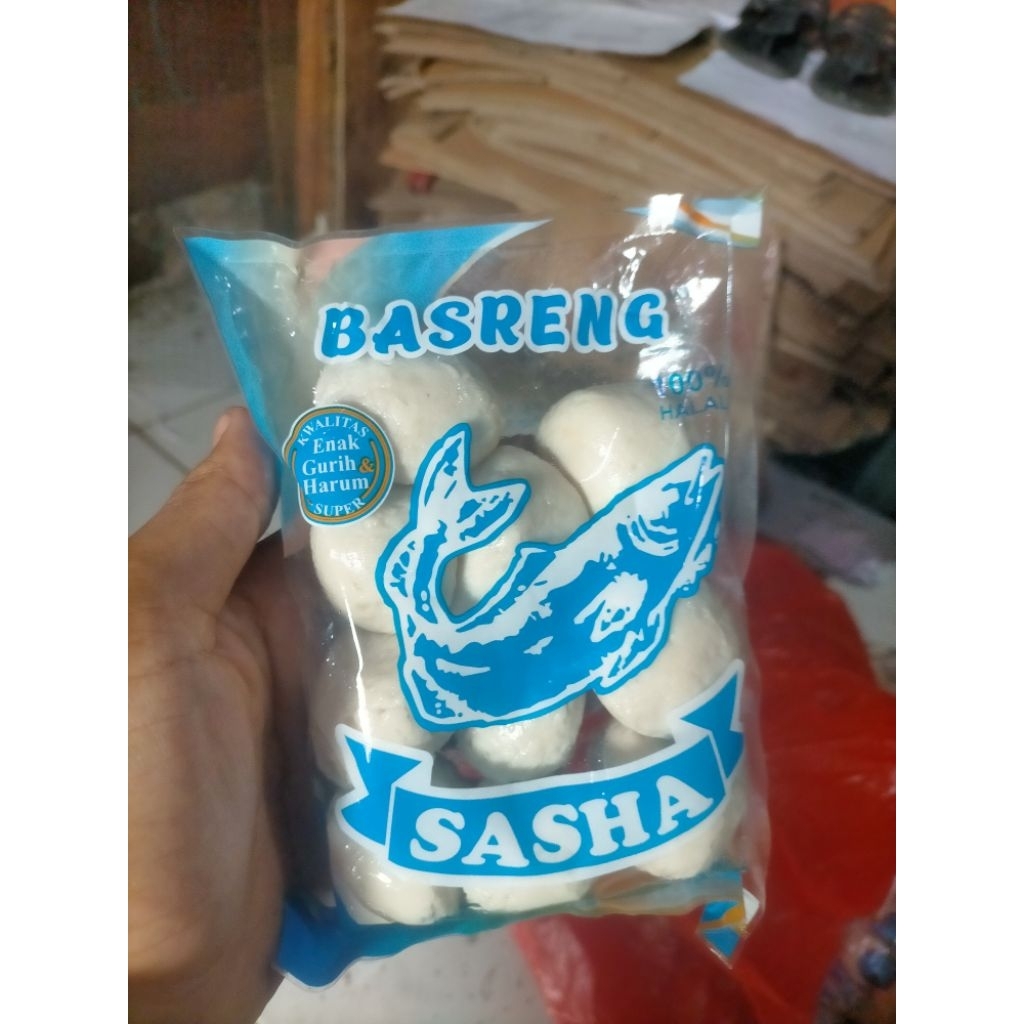 BASRENG
100%
HALAL
KWALITAS
Enak
Gurih &
Harum
SUPER
SASHA